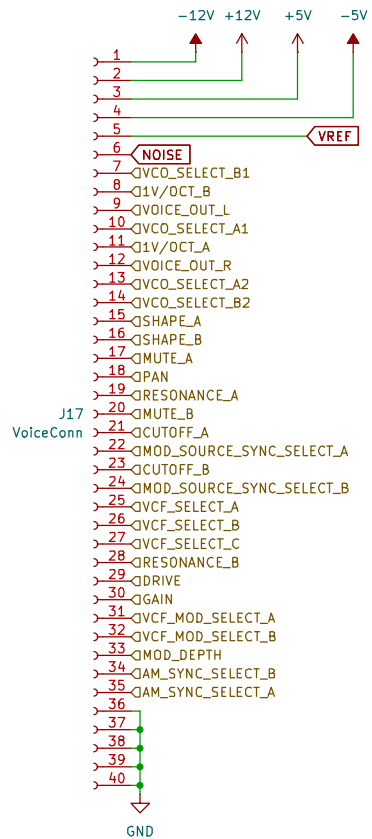 -12V +12V +5V -5V
1
2
3
4
5 VREF
6 NOISE
7 VCO_SELECT_B1
8 1V/OCT_B
9 VOICE_OUT_L
10 VCO_SELECT_A1
11 1V/OCT_A
12 VOICE_OUT_R
13 VCO_SELECT_A2
14 VCO_SELECT_B2
15 SHAPE_A
16 SHAPE_B
17 MUTE_A
18 PAN
19 RESONANCE_A
J17 20 MUTE_B
VoiceConn 21 CUTOFF_A
22 MOD_SOURCE_SYNC_SELECT_A
23 CUTOFF_B
24 MOD_SOURCE_SYNC_SELECT_B
25 VCF_SELECT_A
26 VCF_SELECT_B
27 VCF_SELECT_C
28 RESONANCE_B
29 DRIVE
30 GAIN
31 VCF_MOD_SELECT_A
32 VCF_MOD_SELECT_B
33 MOD_DEPTH
34 AM_SYNC_SELECT_B
35 AM_SYNC_SELECT_A
36
37
38
39
40
GND